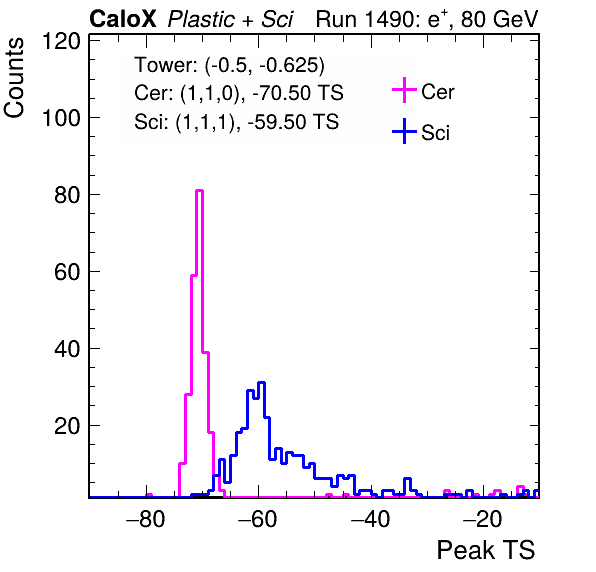 CaloX Plastic + Sci Run 1490: e+, 80 GeV
Counts
Tower: (-0.5, -0.625)
Cer: (1,1,0), -70.50 TS
Sci: (1,1,1), -59.50 TS
Cer
Sci
120
100
80
60
40
20
−80 −60 −40 −20
Peak TS